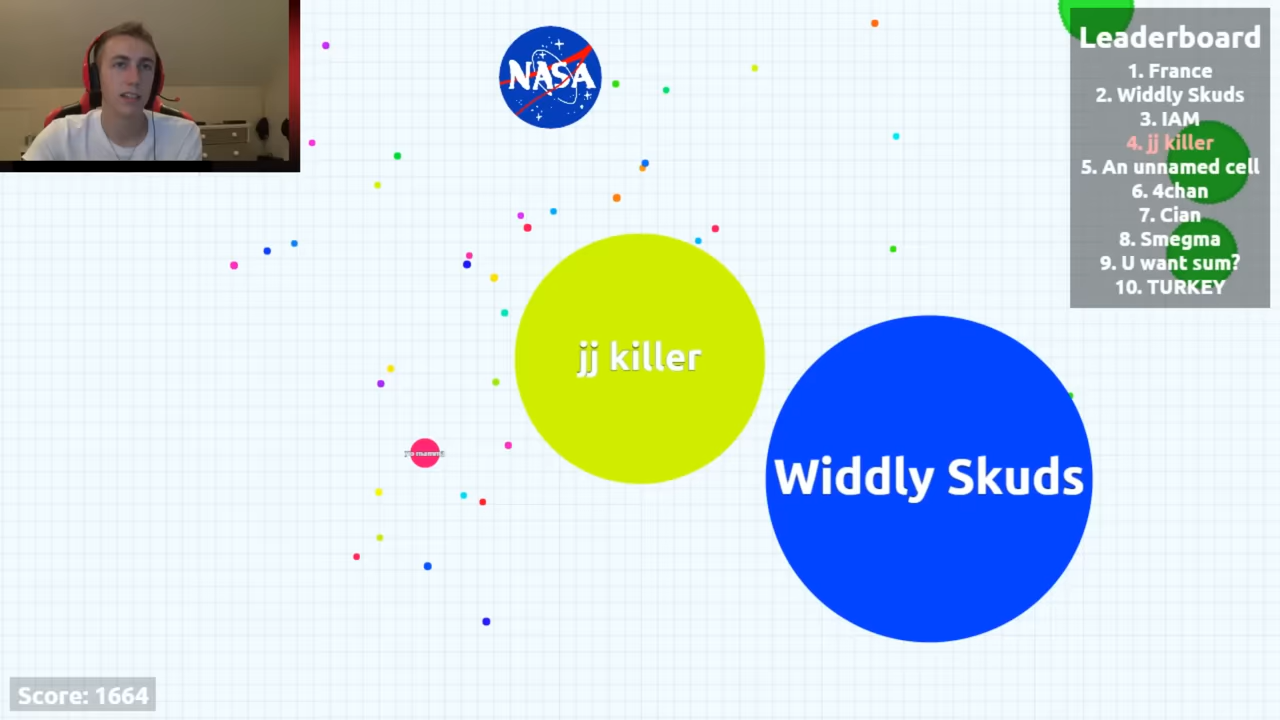 NASA
Leaderboard
1. France
2. Widdly Skuds
3. IAM
4. jj killer
5. An unnamed cell
6. 4chan
7. Cian
8. Smegma
9. U want sum?
10. TURKEY
jj killer
Widdly Skuds
Score: 1664